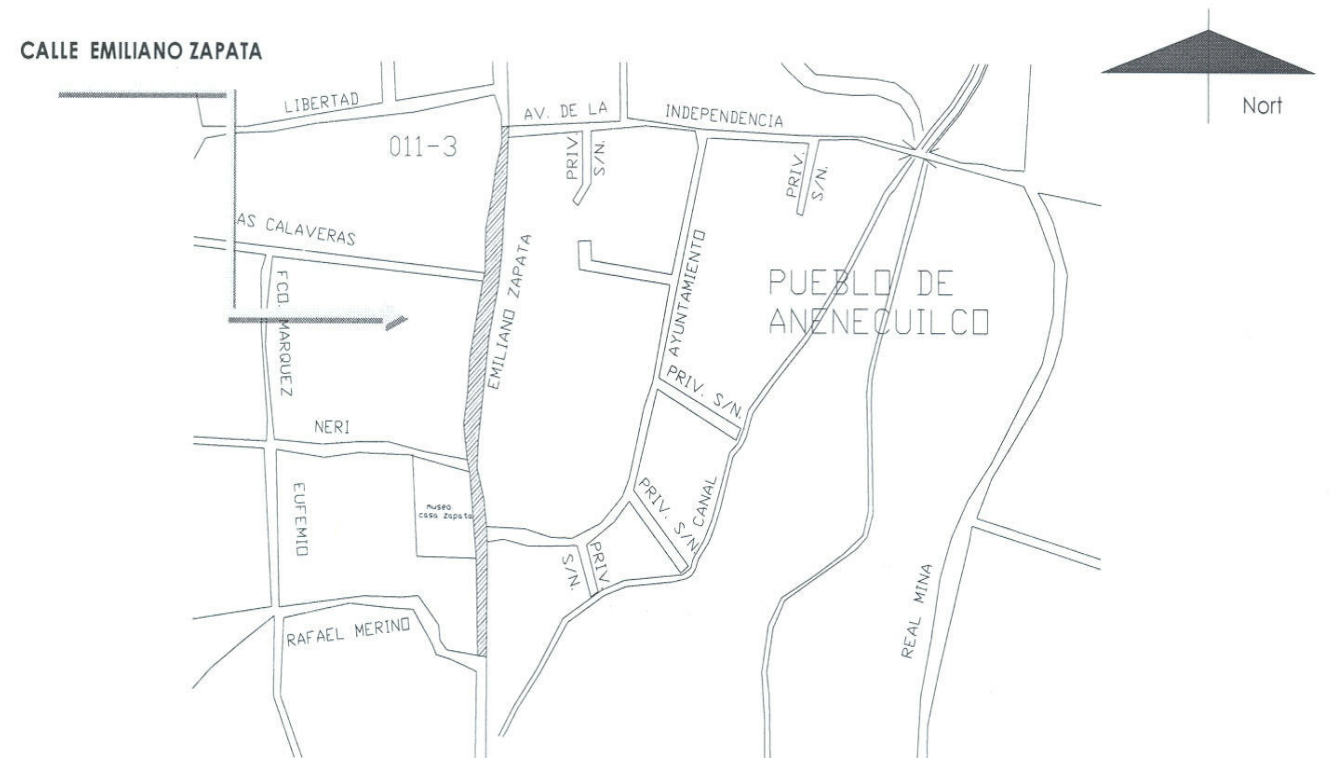 CALLE EMILIANO ZAPATA
Nort
LIBERTAD
AV. DE LA
INDEPENDENCIA
011-3
PRIV.
S/N.
PRIV.
S/N.
AS CALAVERAS
EMILIANO ZAPATA
AYUNTAMIENTO
PUEBLO DE
ANENECUILCO
FCO. MARQUEZ
PRIV. S/N.
NERI
EUFEMIO
museo
casa zapata
PRIV. S/N.
CANAL
PRIV.
S/N.
RAFAEL MERINO
REAL MINA